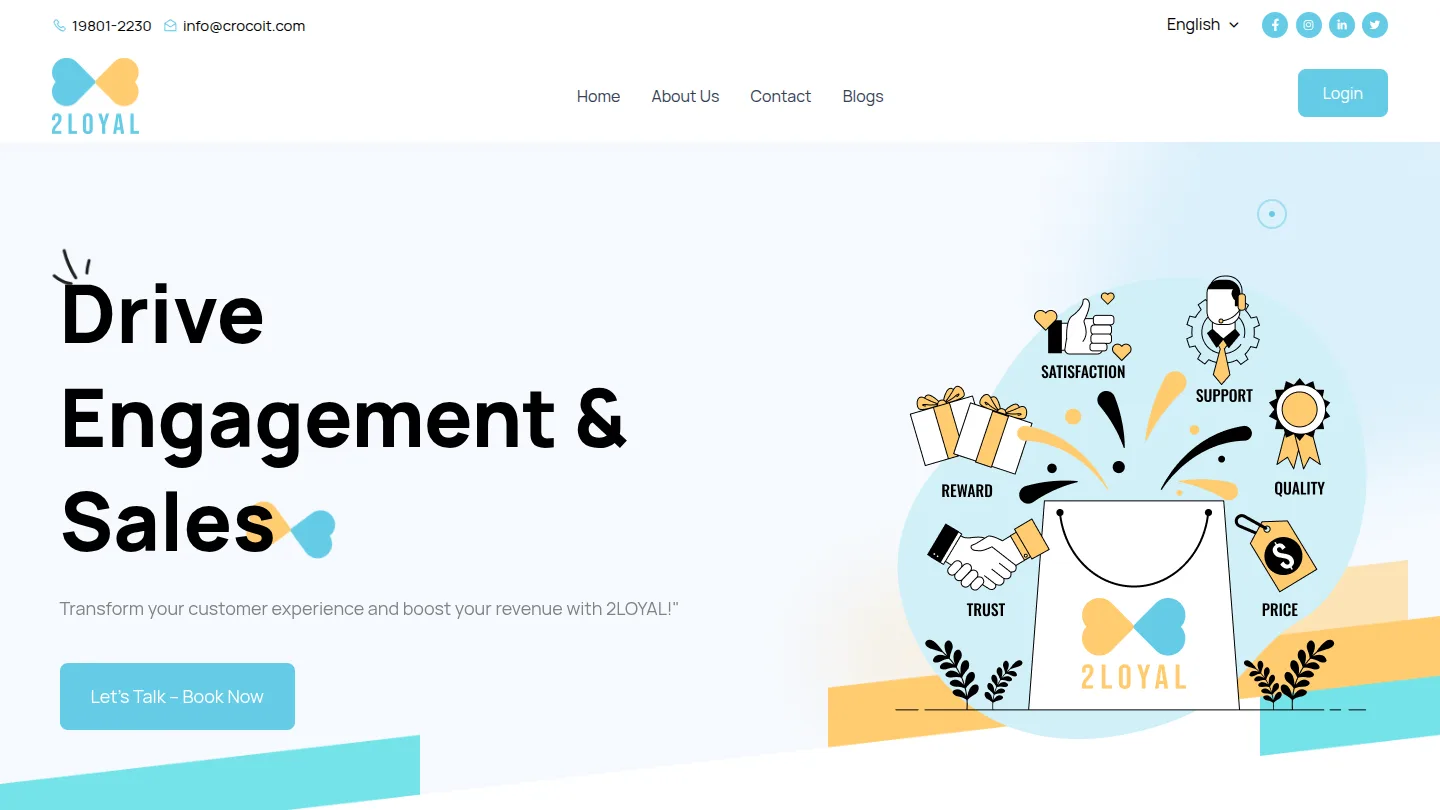 19801-2230 info@crocoit.com
English
2LOYAL
Home About Us Contact Blogs
Login
Drive
Engagement &
Sales
Transform your customer experience and boost your revenue with 2LOYAL!"
Let's Talk – Book Now
SATISFACTION
SUPPORT
REWARD
QUALITY
TRUST
PRICE
2LOYAL